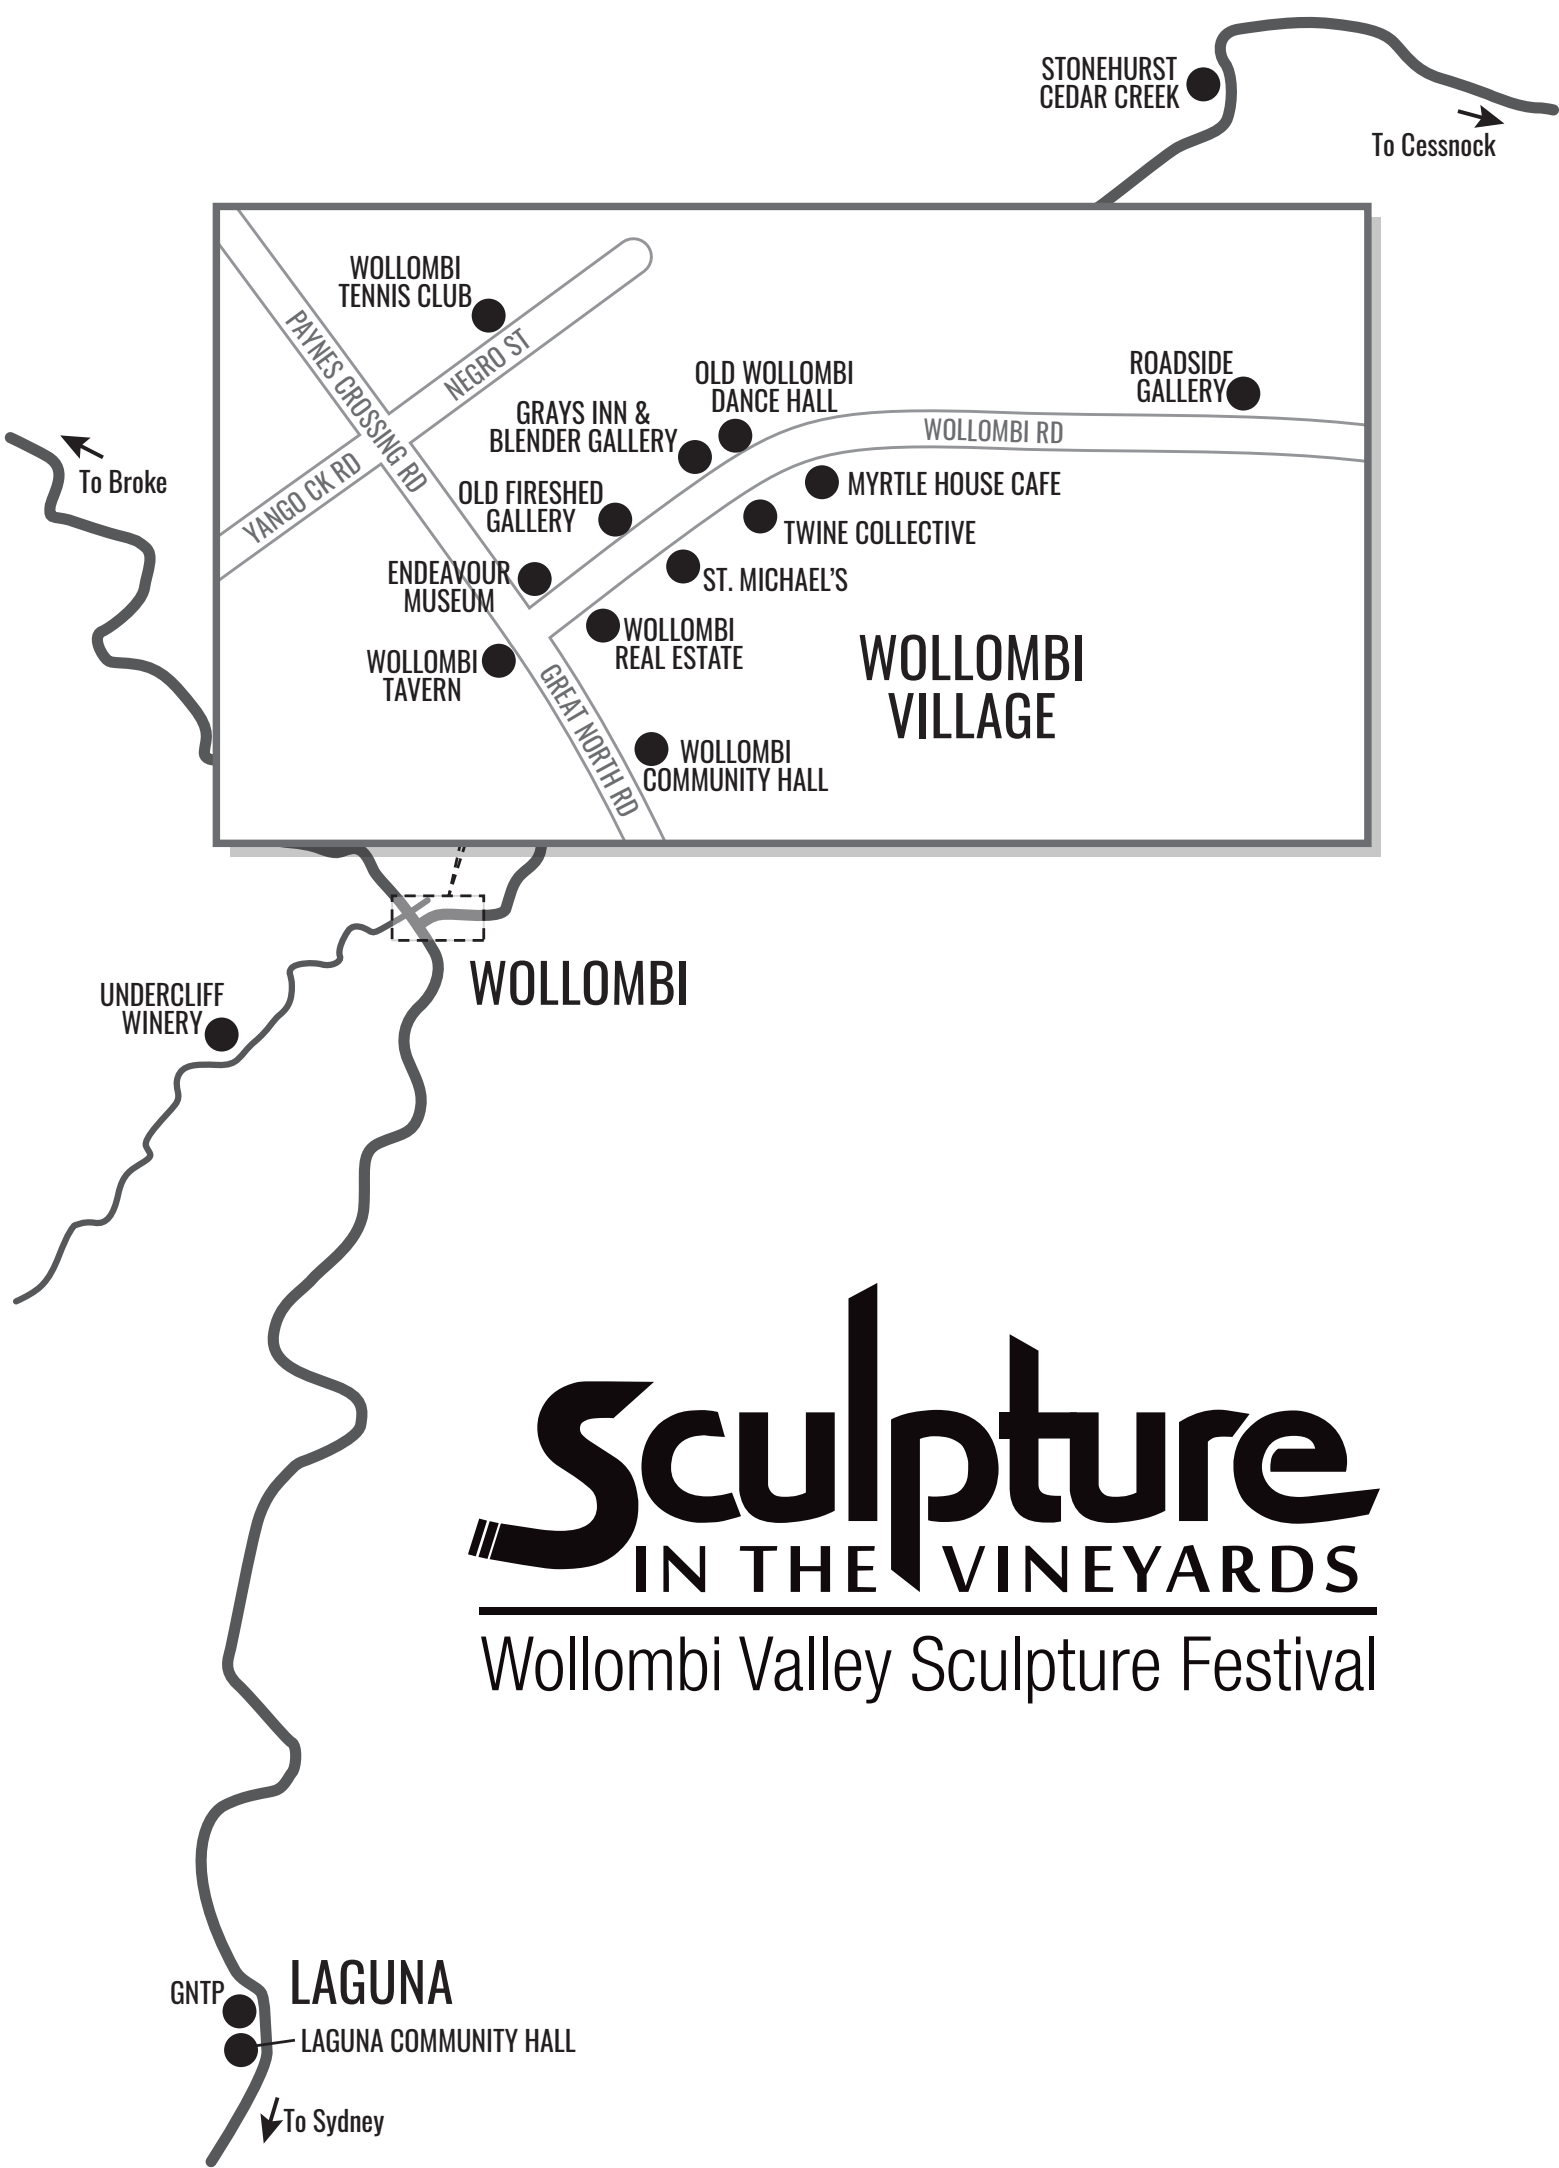 STONEHURST
CEDAR CREEK
To Cessnock
WOLLOMBI
TENNIS CLUB
PAYNES CROSSING RD
NEGRO ST
YANGO CK RD
OLD WOLLOMBI
DANCE HALL
GRAYS INN &
BLENDER GALLERY
ROADSIDE
GALLERY
WOLLOMBI RD
To Broke
OLD FIRESHED
GALLERY
MYRTLE HOUSE CAFE
TWINE COLLECTIVE
ENDEAVOUR
MUSEUM
ST. MICHAEL'S
WOLLOMBI
REAL ESTATE
WOLLOMBI
TAVERN
GREAT NORTH RD
WOLLOMBI
VILLAGE
WOLLOMBI
COMMUNITY HALL
WOLLOMBI
UNDERCLIFF
WINERY
Sculpture
IN THE VINEYARDS
Wollombi Valley Sculpture Festival
GNTP
LAGUNA
LAGUNA COMMUNITY HALL
To Sydney